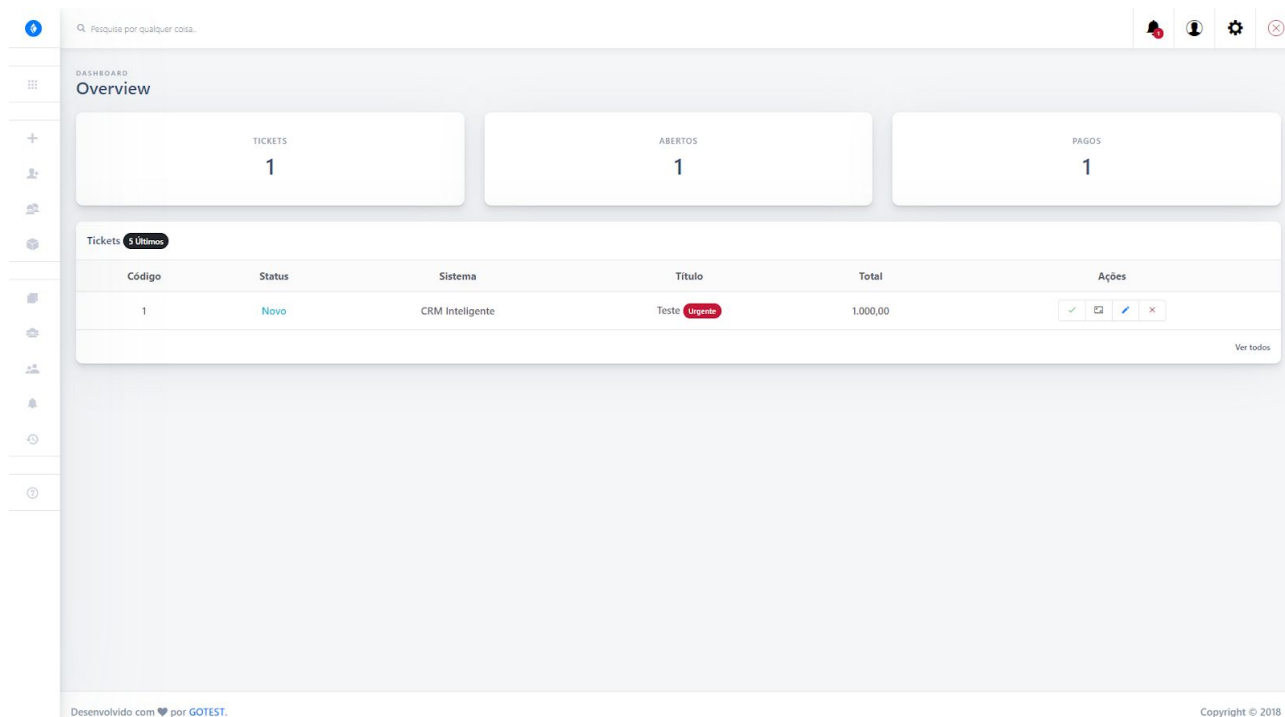 Pesquise por qualquer coisa..
1
DASHBOARD
Overview
TICKETS
1
ABERTOS
1
PAGOS
1
Tickets 5 Últimos
Código Status Sistema Título Total Ações
1 Novo CRM Inteligente Teste Urgente 1.000,00
Ver todos
Desenvolvido com por GOTEST.
Copyright © 2018